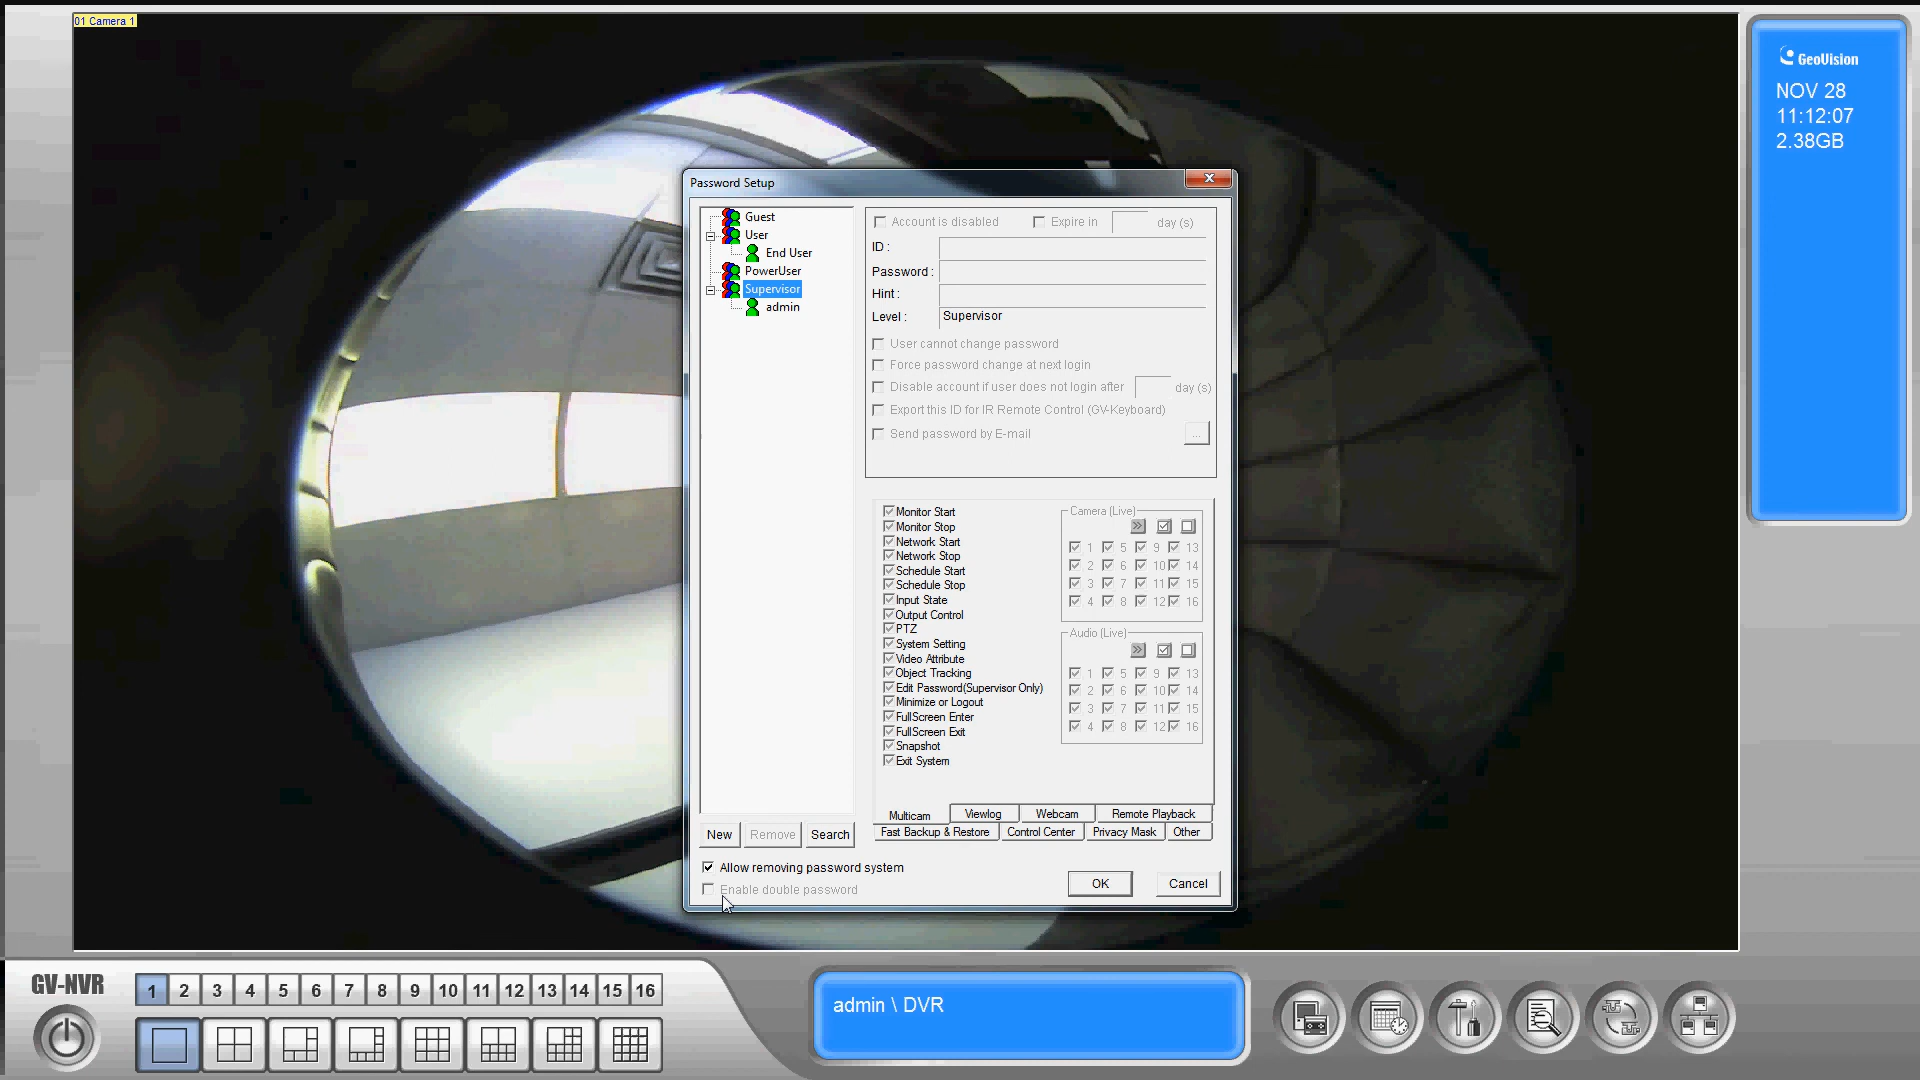 01 Camera 1
GeoVision
NOV 28
11:12:07
2.38GB
Password Setup
Guest
User
End User
PowerUser
Supervisor
admin
Account is disabled
Expire in
day (s)
ID :
Password :
Hint :
Level :
Supervisor
User cannot change password
Force password change at next login
Disable account if user does not login after
day (s)
Export this ID for IR Remote Control (GV-Keyboard)
Send password by E-mail
...
Monitor Start
Monitor Stop
Network Start
Network Stop
Schedule Start
Schedule Stop
Input State
Output Control
PTZ
System Setting
Video Attribute
Object Tracking
Edit Password(Supervisor Only)
Minimize or Logout
FullScreen Enter
FullScreen Exit
Snapshot
Exit System
Camera (Live)
1 5 9 13
2 6 10 14
3 7 11 15
4 8 12 16
Audio (Live)
1 5 9 13
2 6 10 14
3 7 11 15
4 8 12 16
Multicam Viewlog Webcam Remote Playback
Fast Backup & Restore Control Center Privacy Mask Other
New Remove Search
Allow removing password system
Enable double password
OK Cancel
GV-NVR
1 2 3 4 5 6 7 8 9 10 11 12 13 14 15 16
admin \ DVR